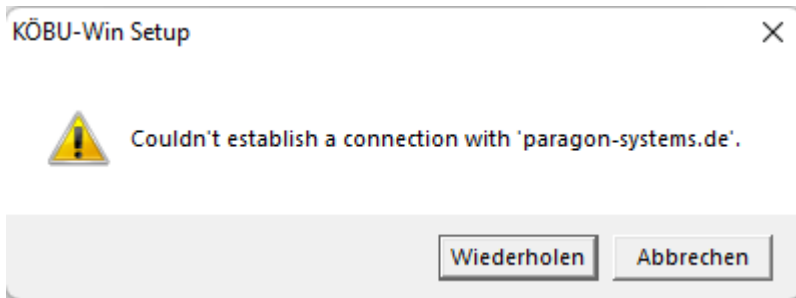 KÖBU-Win Setup
Couldn't establish a connection with 'paragon-systems.de'.
Wiederholen Abbrechen